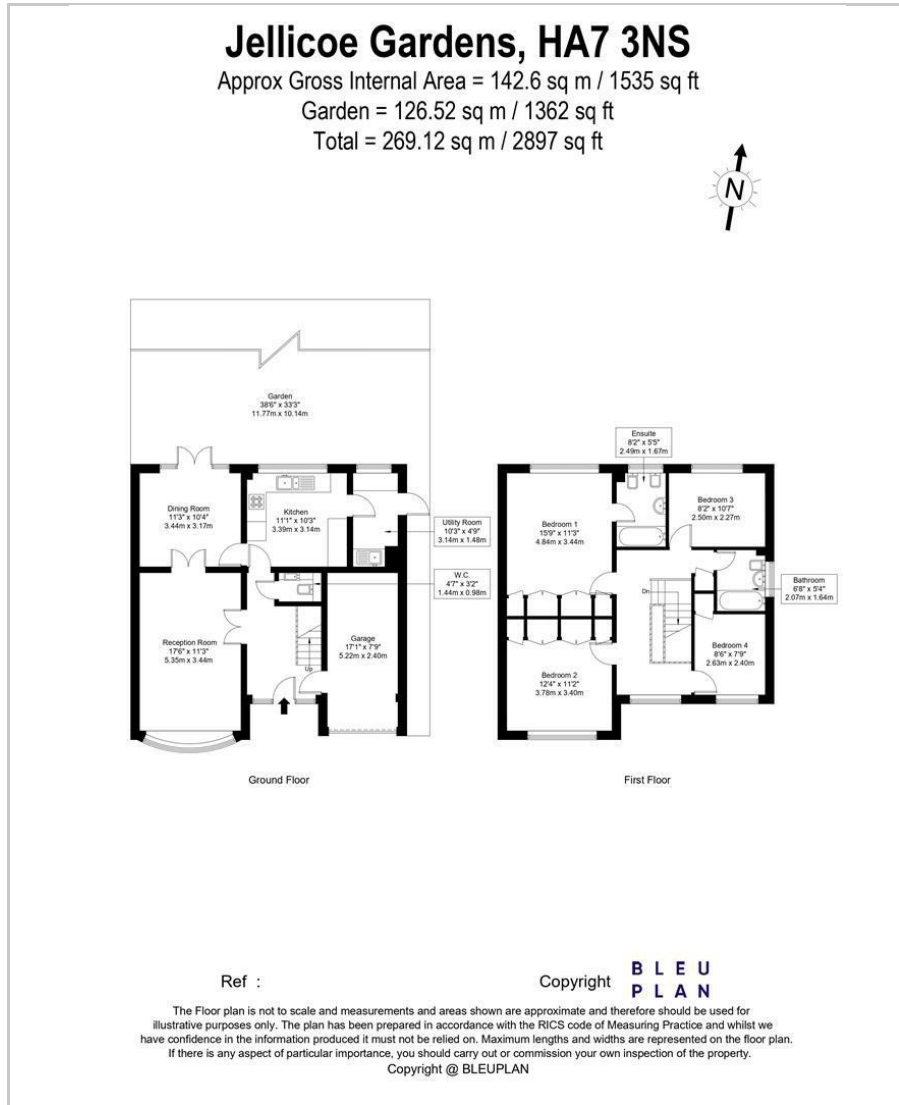 Jellicoe Gardens, HA7 3NS
Approx Gross Internal Area = 142.6 sq m / 1535 sq ft
Garden = 126.52 sq m / 1362 sq ft
Total = 269.12 sq m / 2897 sq ft
N
Garden
38'6" x 33'3"
11.77m x 10.14m
Dining Room
11'3" x 10'4"
3.44m x 3.17m
Kitchen
11'1" x 10'3"
3.39m x 3.14m
Utility Room
10'3" x 4'9"
3.14m x 1.48m
W.C.
4'7" x 3'2"
1.44m x 0.98m
Reception Room
17'6" x 11'3"
5.35m x 3.44m
Garage
17'1" x 7'9"
5.22m x 2.40m
Up
Ground Floor
Ensuite
8'2" x 5'5"
2.49m x 1.67m
Bedroom 1
15'9" x 11'3"
4.84m x 3.44m
Bedroom 3
8'2" x 10'7"
2.50m x 2.27m
Dn
Bathroom
6'8" x 5'4"
2.07m x 1.64m
Bedroom 2
12'4" x 11'2"
3.78m x 3.40m
Bedroom 4
8'6" x 7'9"
2.63m x 2.40m
First Floor
Ref :
Copyright
BLEU
PLAN
The Floor plan is not to scale and measurements and areas shown are approximate and therefore should be used for
illustrative purposes only. The plan has been prepared in accordance with the RICS code of Measuring Practice and whilst we
have confidence in the information produced it must not be relied on. Maximum lengths and widths are represented on the floor plan.
If there is any aspect of particular importance, you should carry out or commission your own inspection of the property.
Copyright @ BLEUPLAN